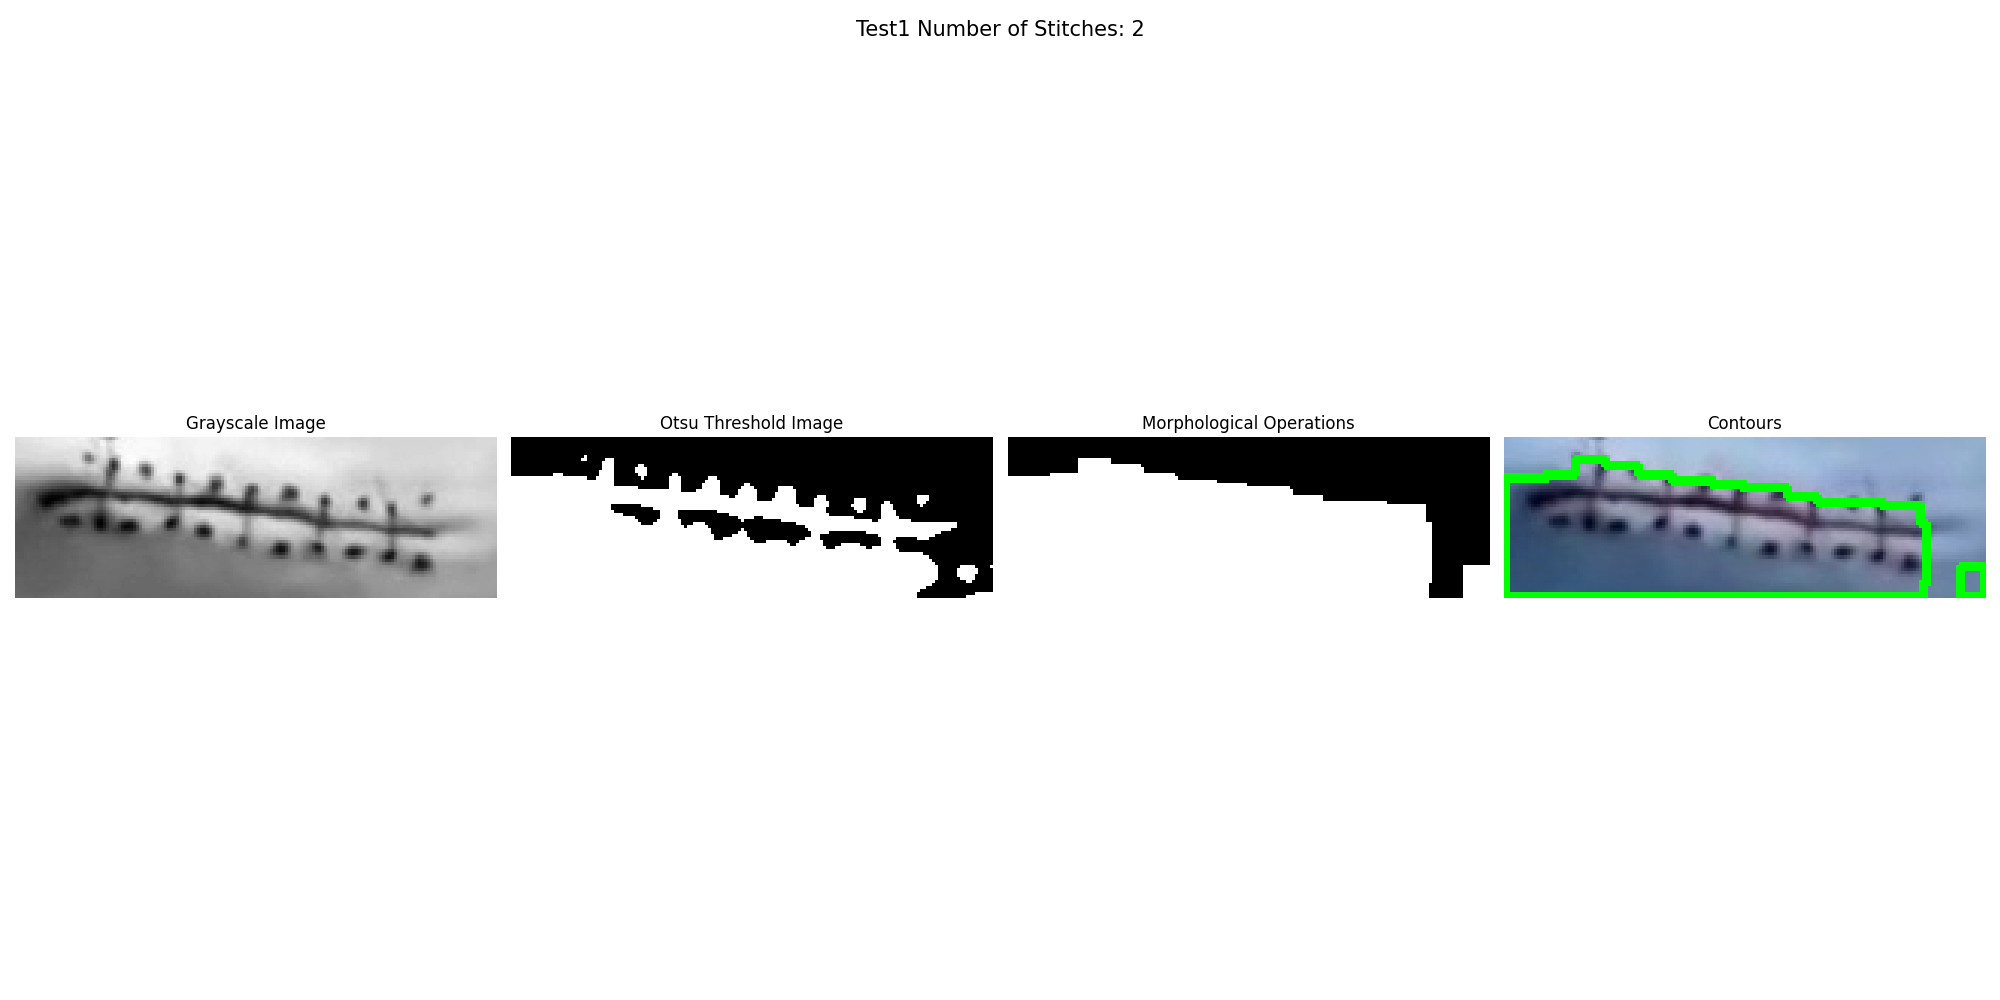 Test1 Number of Stitches: 2
Grayscale Image
Otsu Threshold Image
Morphological Operations
Contours